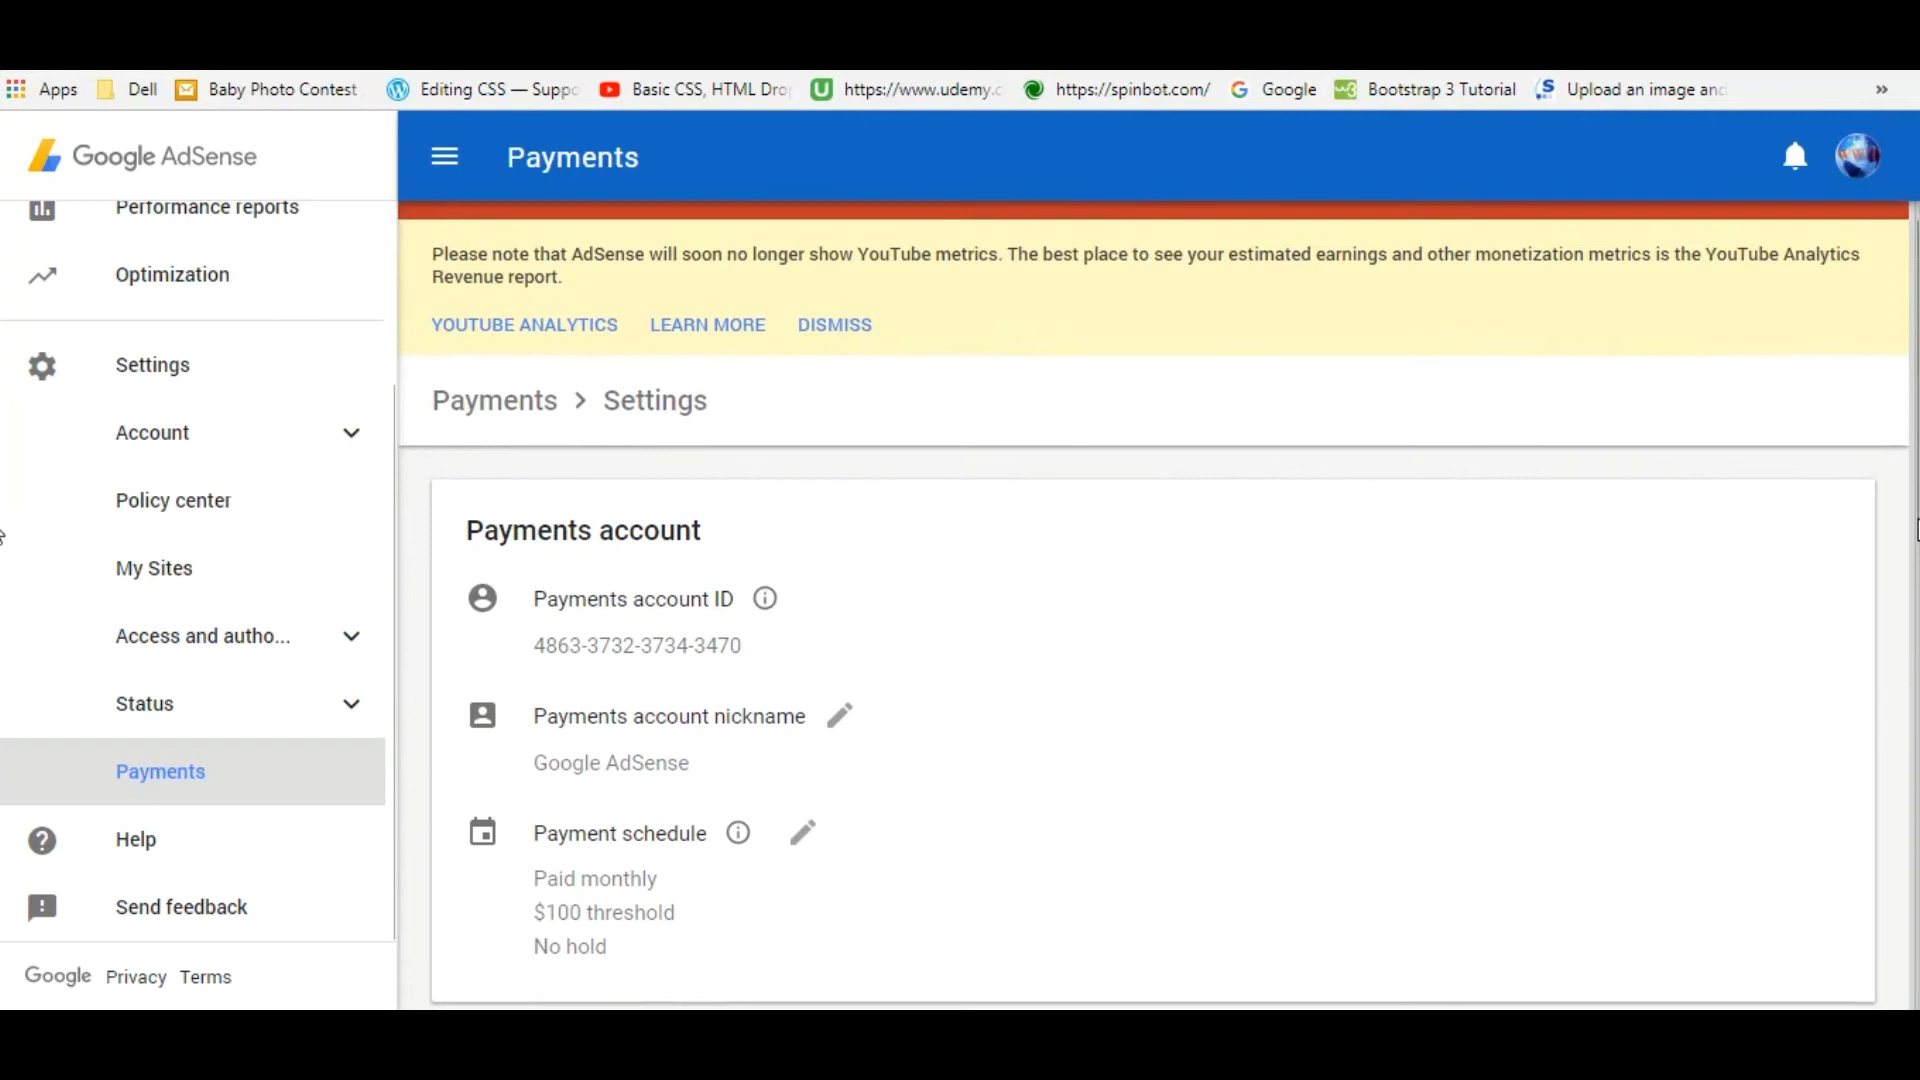 Apps Dell Baby Photo Contest Editing CSS — Suppo Basic CSS, HTML Dro https://www.udemy.c https://spinbot.com/ Google Bootstrap 3 Tutorial Upload an image and »
Google AdSense
Performance reports
Optimization
Settings
Account
Policy center
My Sites
Access and autho...
Status
Payments
Help
Send feedback
Google Privacy Terms
Payments
Please note that AdSense will soon no longer show YouTube metrics. The best place to see your estimated earnings and other monetization metrics is the YouTube Analytics
Revenue report.
YOUTUBE ANALYTICS LEARN MORE DISMISS
Payments > Settings
Payments account
Payments account ID
4863-3732-3734-3470
Payments account nickname
Google AdSense
Payment schedule
Paid monthly
$100 threshold
No hold